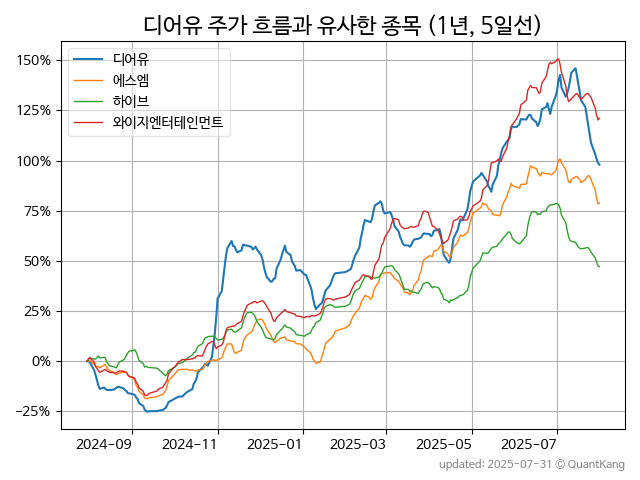 디어유 주가 흐름과 유사한 종목 (1년, 5일선)
150%
125%
100%
75%
50%
25%
0%
−25%
디어유
에스엠
하이브
와이지엔터테인먼트
2024-09 2024-11 2025-01 2025-03 2025-05 2025-07
updated: 2025-07-31 © QuantKang